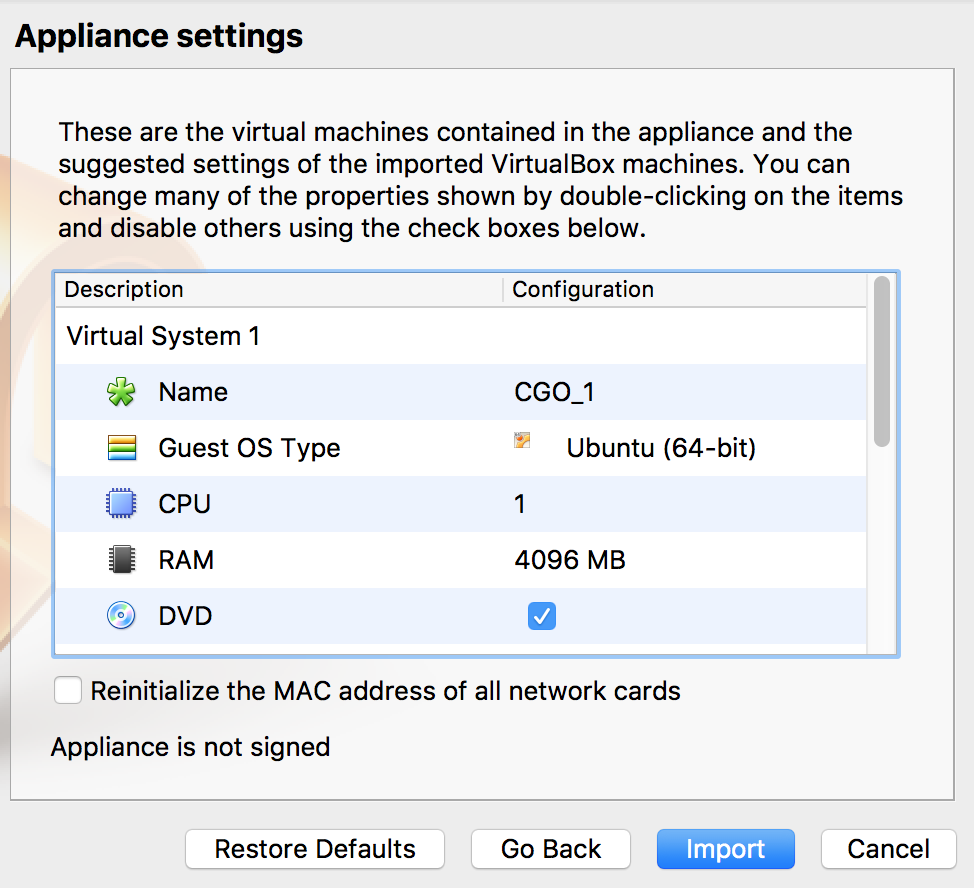 Appliance settings
These are the virtual machines contained in the appliance and the
suggested settings of the imported VirtualBox machines. You can
change many of the properties shown by double-clicking on the items
and disable others using the check boxes below.
Description Configuration
Virtual System 1
Name CGO_1
Guest OS Type Ubuntu (64-bit)
CPU 1
RAM 4096 MB
DVD
Reinitialize the MAC address of all network cards
Appliance is not signed
Restore Defaults Go Back Import Cancel